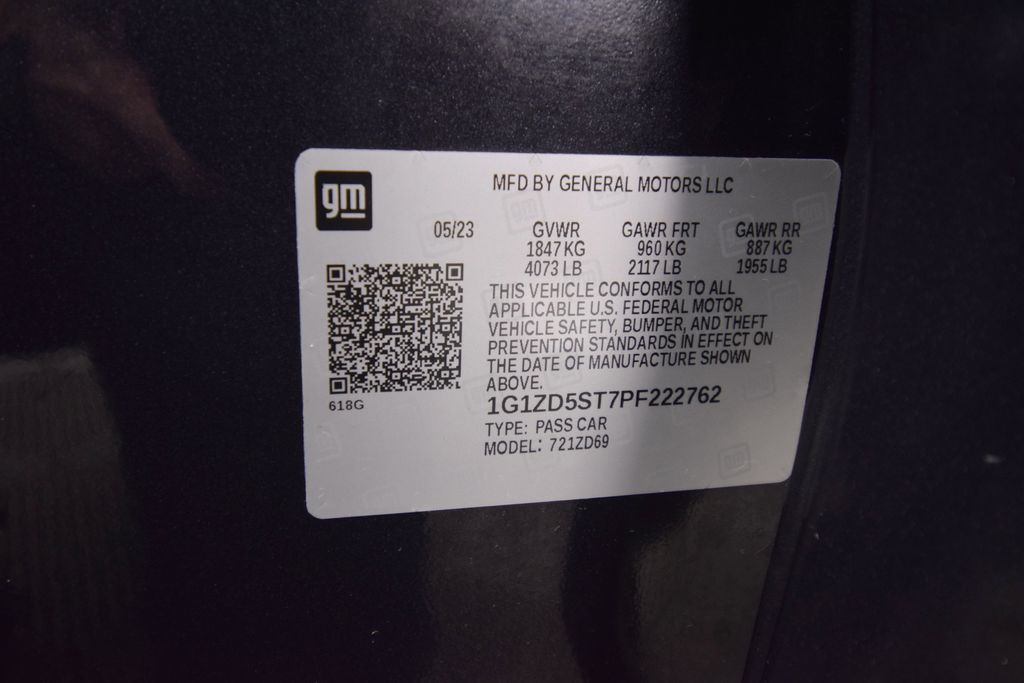 gm
MFD BY GENERAL MOTORS LLC
05/23 GVWR GAWR FRT GAWR RR
1847 KG 960 KG 887 KG
4073 LB 2117 LB 1955 LB
THIS VEHICLE CONFORMS TO ALL
APPLICABLE U.S. FEDERAL MOTOR
VEHICLE SAFETY, BUMPER, AND THEFT
PREVENTION STANDARDS IN EFFECT ON
THE DATE OF MANUFACTURE SHOWN
ABOVE.
618G
1G1ZD5ST7PF222762
TYPE: PASS CAR
MODEL: 721ZD69